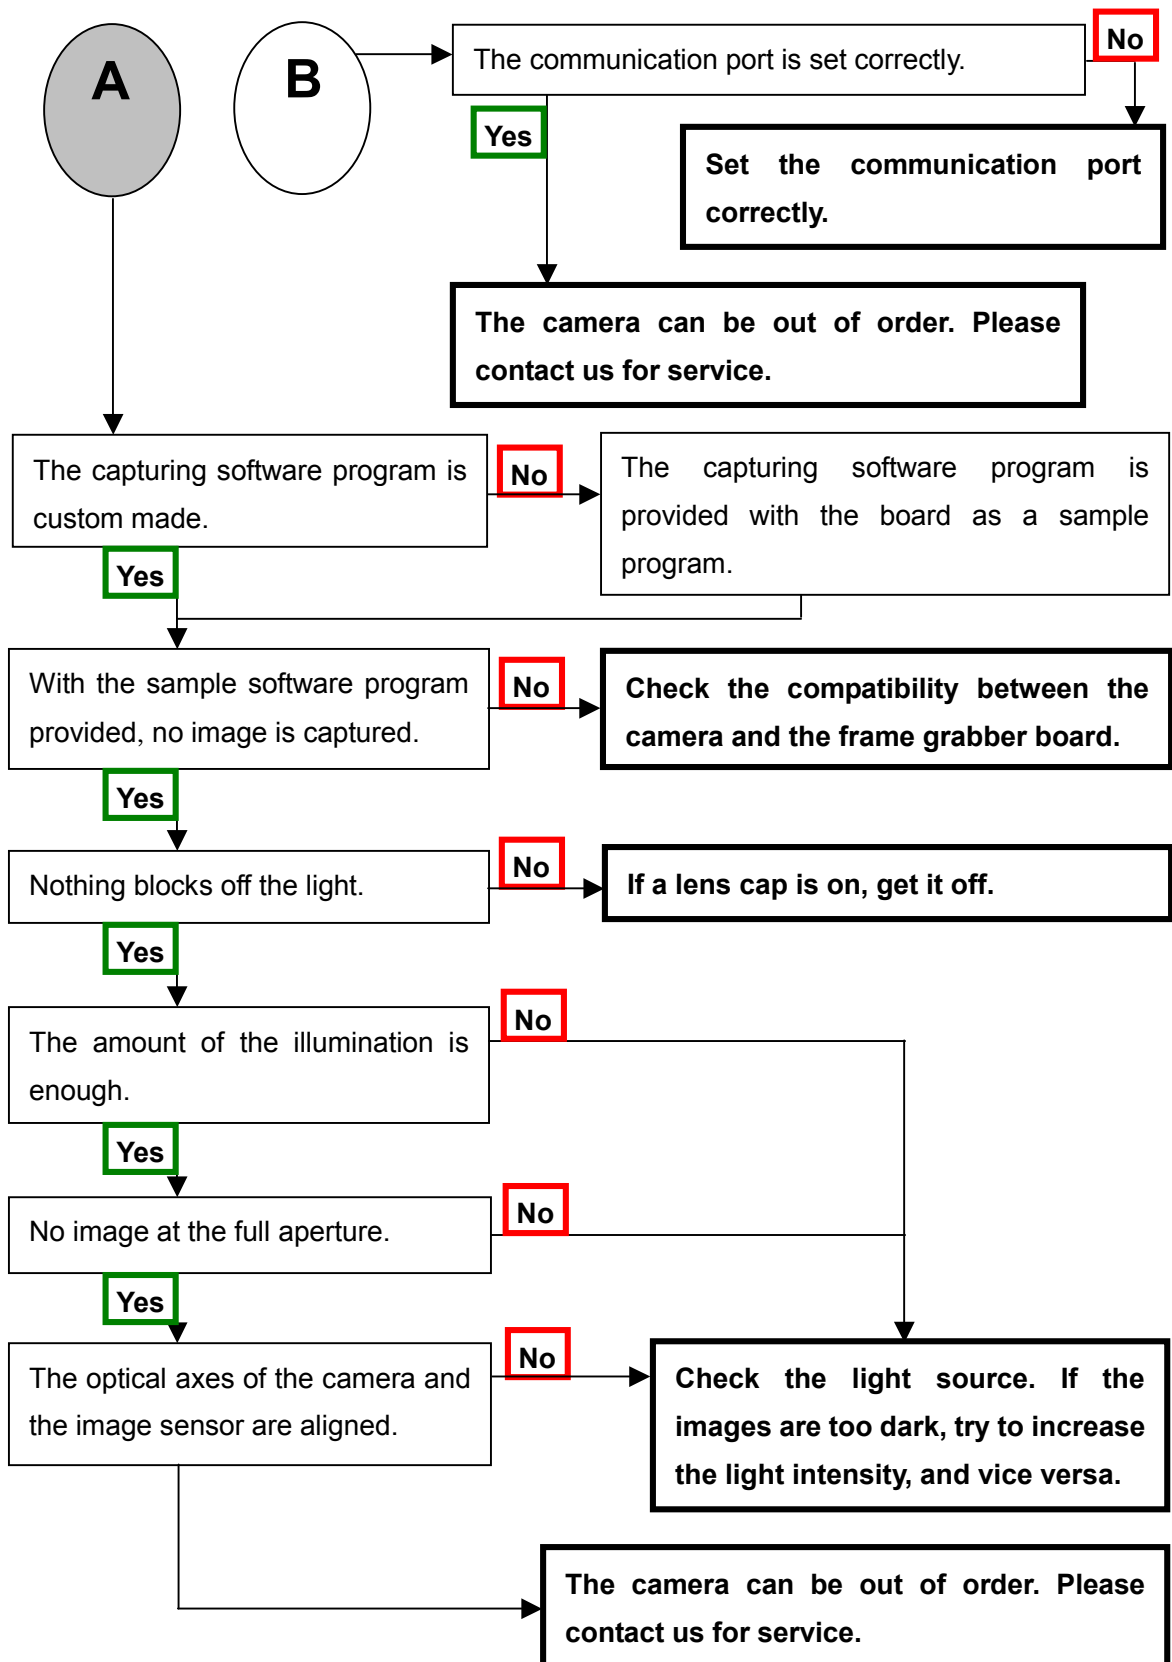 A
B
The communication port is set correctly.
No
Yes
Set the communication port
correctly.
The camera can be out of order. Please
contact us for service.
The capturing software program is
custom made.
No
The capturing software program is
provided with the board as a sample
program.
Yes
With the sample software program
provided, no image is captured.
No
Check the compatibility between the
camera and the frame grabber board.
Yes
Nothing blocks off the light.
No
If a lens cap is on, get it off.
Yes
The amount of the illumination is
enough.
No
Yes
No image at the full aperture.
No
Yes
The optical axes of the camera and
the image sensor are aligned.
No
Check the light source. If the
images are too dark, try to increase
the light intensity, and vice versa.
The camera can be out of order. Please
contact us for service.